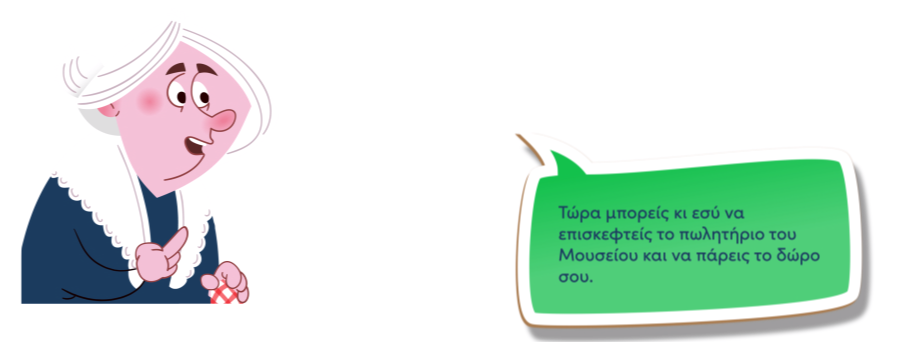 Τώρα μπορείς κι εσύ να
επισκεφτείς το πωλητήριο του
Μουσείου και να πάρεις το δώρο
σου.